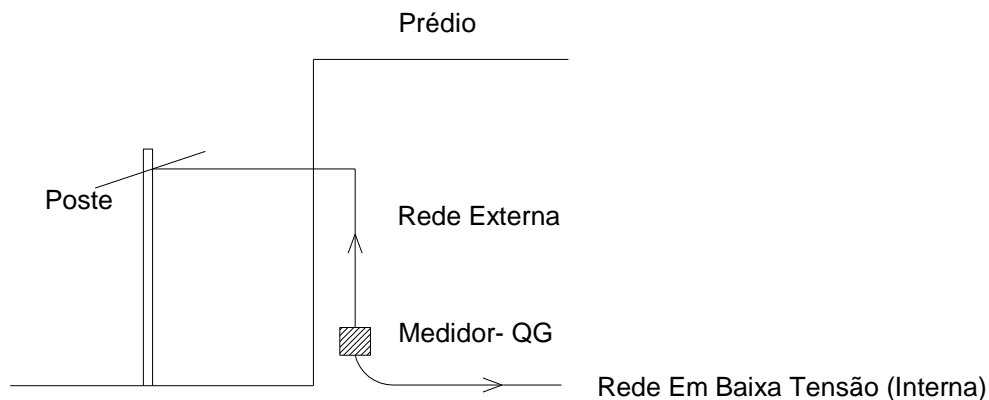 Prédio
Poste
Rede Externa
Medidor- QG
Rede Em Baixa Tensão (Interna)